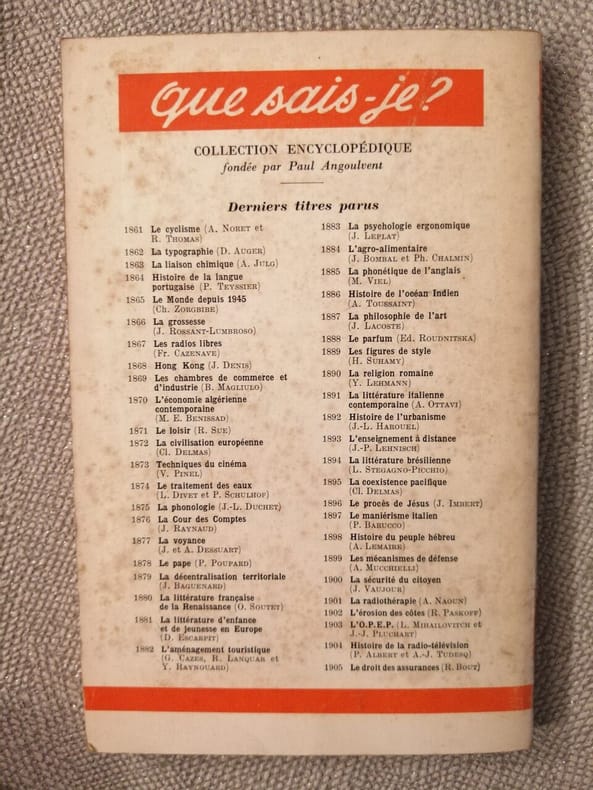 que sais-je?
COLLECTION ENCYCLOPÉDIQUE
fondée par Paul Angoulvent
Derniers titres parus
1861 Le cyclisme (A. NORET et
R. THOMAS)
1862 La typographie (D. AUGER)
1863 La liaison chimique (A. JULG)
1864 Histoire de la langue
portugaise (P. TEYSSIER)
1865 Le Monde depuis 1945
(Ch. ZORGBIBE)
1866 La grossesse
(J. ROSSANT-LUMBROSO)
1867 Les radios libres
(Fr. CAZENAVE)
1868 Hong Kong (J. DENIS)
1869 Les chambres de commerce et
d'industrie (B. MAGLIULO)
1870 L'économie algérienne
contemporaine
(M. E. BENISSAD)
1871 Le loisir (R. SUE)
1872 La civilisation européenne
(Cl. DELMAS)
1873 Techniques du cinéma
(V. PINEL)
1874 Le traitement des eaux
(L. DIVET et P. SCHULHOF)
1875 La phonologie (J.-L. DUCHET)
1876 La Cour des Comptes
(J. RAYNAUD)
1877 La voyance
(J. et A. DESSUART)
1878 Le pape (P. POUPARD)
1879 La décentralisation territoriale
(J. BAGUENARD)
1880 La littérature française
de la Renaissance (O. SOUTET)
1881 La littérature d'enfance
et de jeunesse en Europe
(D. ESCARPIT)
1882 L'aménagement touristique
(G. CAZES, R. LANQUAR et
Y. RAYNOUARD)
1883 La psychologie ergonomique
(J. LEPLAT)
1884 L'agro-alimentaire
(J. BOMBAL et Ph. CHALMIN)
1885 La phonétique de l'anglais
(M. VIEL)
1886 Histoire de l'océan Indien
(A. TOUSSAINT)
1887 La philosophie de l'art
(J. LACOSTE)
1888 Le parfum (Ed. ROUDNITSKA)
1889 Les figures de style
(H. SUHAMY)
1890 La religion romaine
(Y. LEHMANN)
1891 La littérature italienne
contemporaine (A. OTTAVI)
1892 Histoire de l'urbanisme
(J.-L. HAROUEL)
1893 L'enseignement à distance
(J.-P. LEHNISCH)
1894 La littérature brésilienne
(L. STEGAGNO-PICCHIO)
1895 La coexistence pacifique
(Cl. DELMAS)
1896 Le procès de Jésus (J. IMBERT)
1897 Le maniérisme italien
(P. BARUCCO)
1898 Histoire du peuple hébreu
(A. LEMAIRE)
1899 Les mécanismes de défense
(A. MUCCHIELLI)
1900 La sécurité du citoyen
(J. VAUJOUR)
1901 La radiothérapie (A. NAOUN)
1902 L'érosion des côtes (R. PASKOFF)
1903 L'O.P.E.P. (L. MIHAILOVITCH et
J.-J. PLUCHART)
1904 Histoire de la radio-télévision
(P. ALBERT et A.-J. TUDESQ)
1905 Le droit des assurances (R. BOUT)